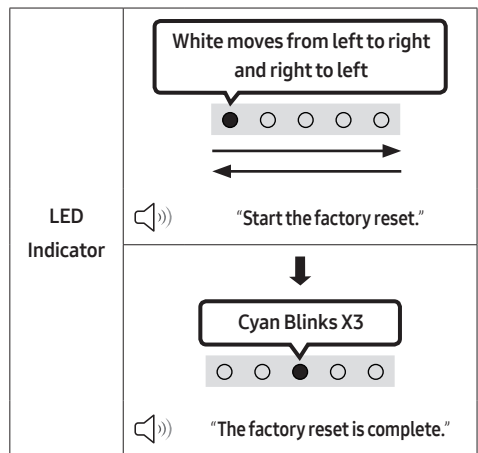 White moves from left to right
and right to left
LED
Indicator
"Start the factory reset."
Cyan Blinks X3
"The factory reset is complete."